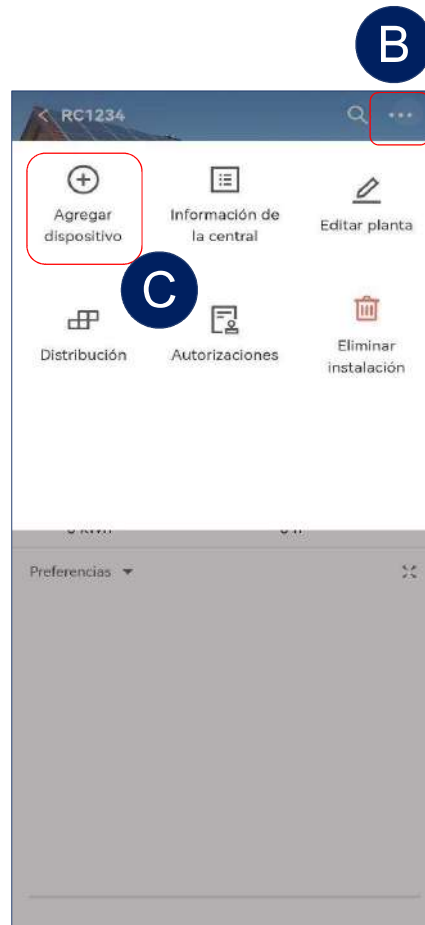 B
RC1234
Agregar
dispositivo
Información de
la central
Editar planta
C
Distribución
Autorizaciones
Eliminar
instalación
Preferencias